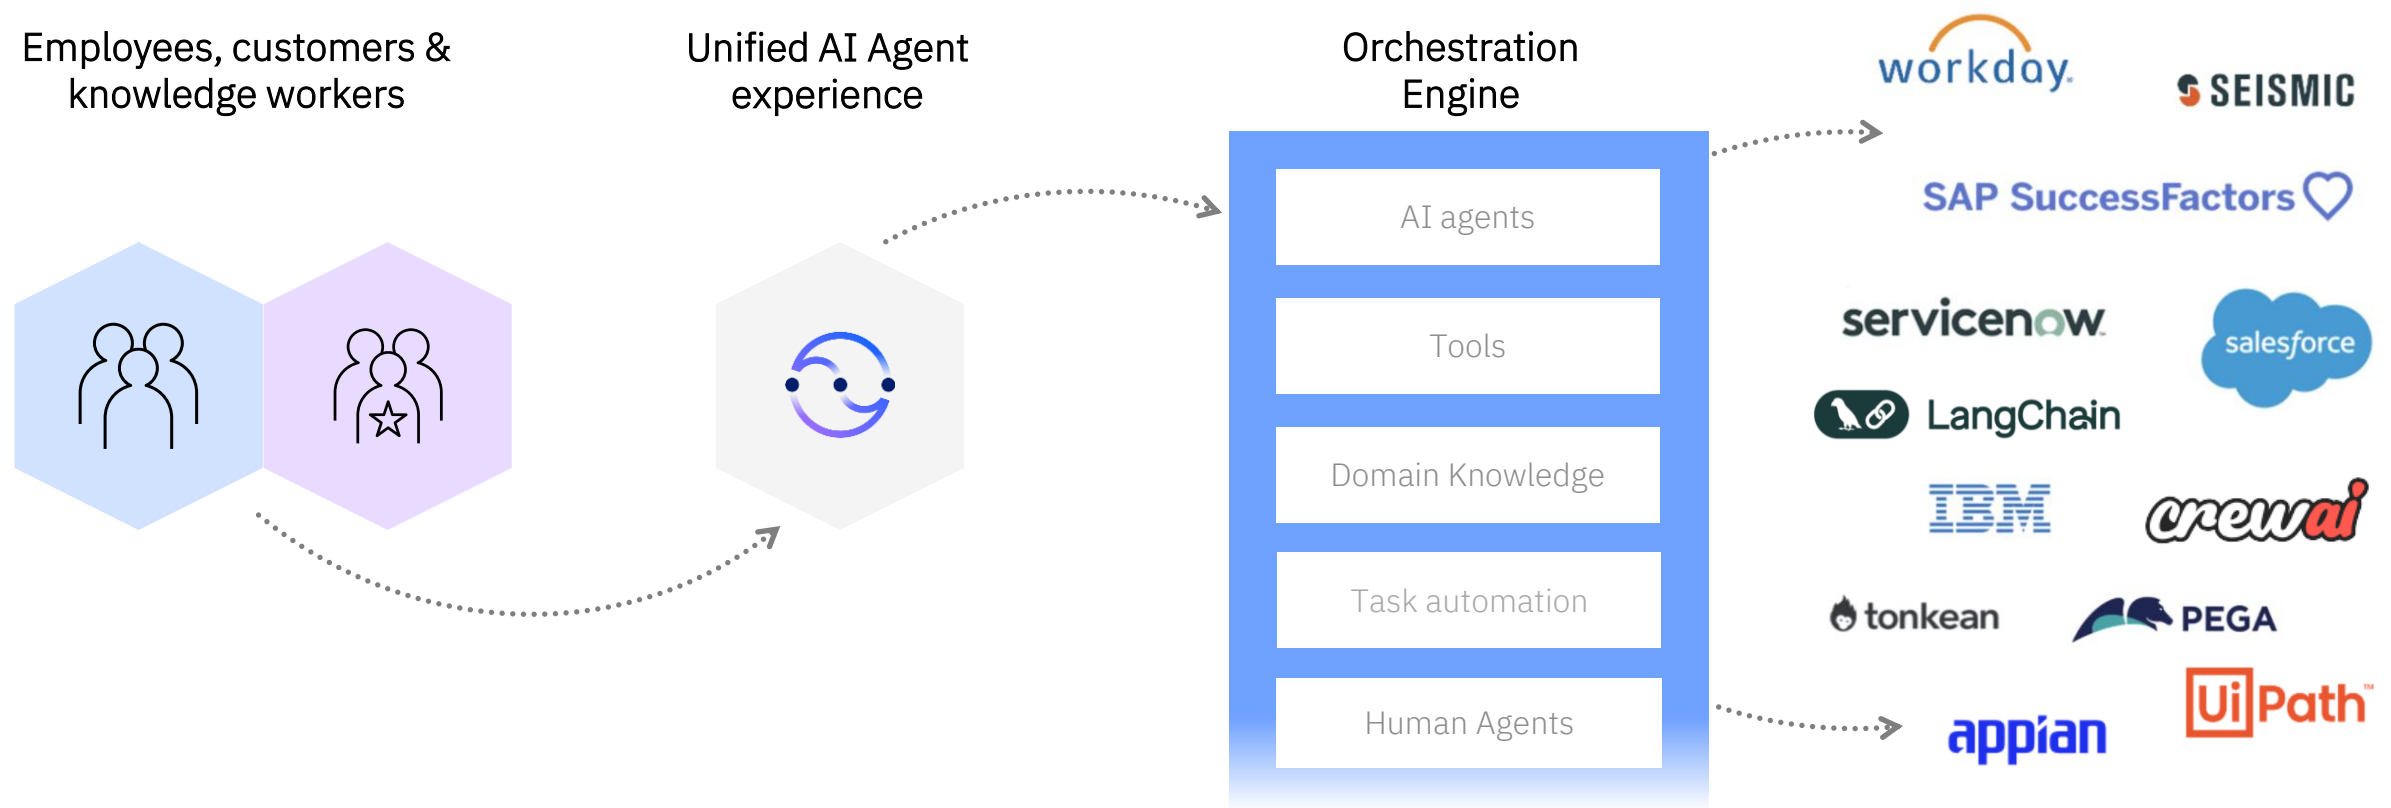 Employees, customers &
knowledge workers
Unified AI Agent
experience
Orchestration
Engine
AI agents
Tools
Domain Knowledge
Task automation
Human Agents
workday.
SEISMIC
SAP SuccessFactors
servicenow
salesforce
LangChain
IBM
crewai
tonkean
PEGA
UiPath™
appian